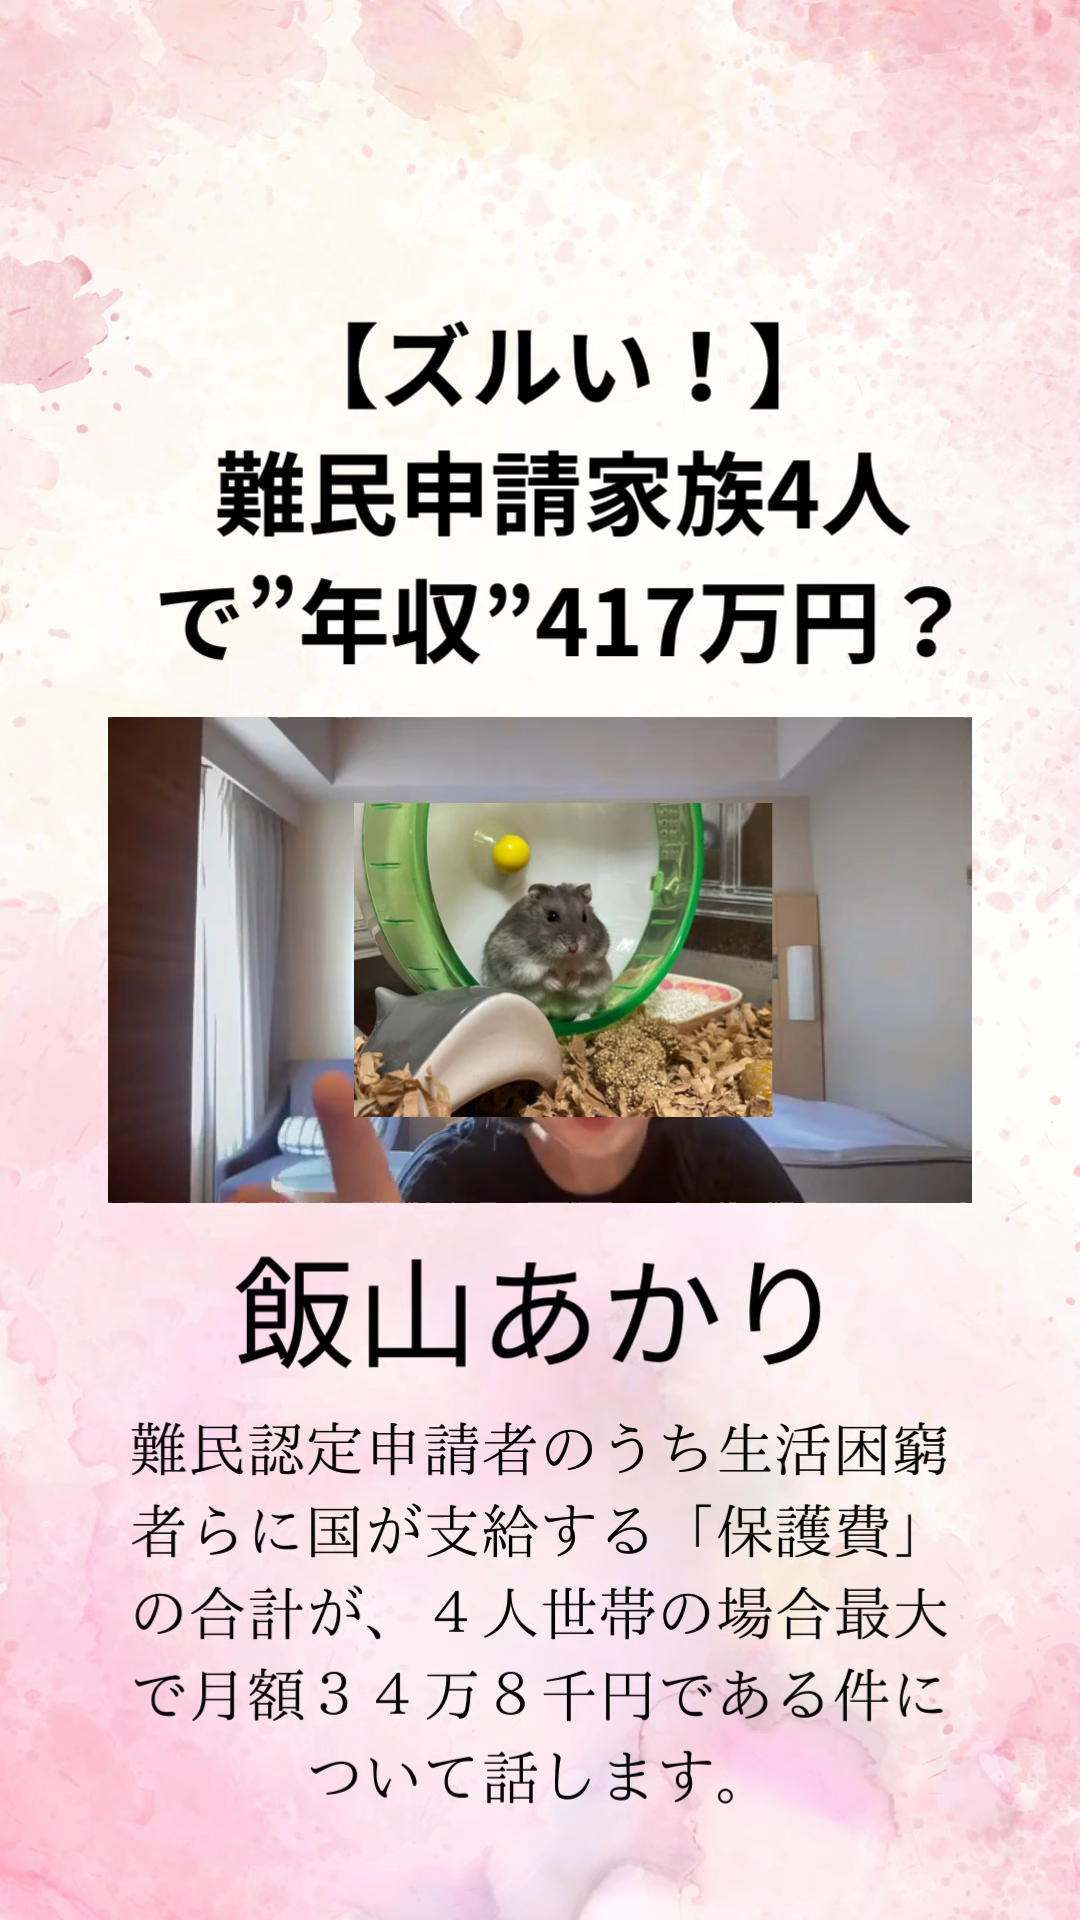 【ズルい！】
難民申請家族4人
で”年収”417万円？
飯山あかり
難民認定申請者のうち生活困窮
者らに国が支給する「保護費」
の合計が、４人世帯の場合最大
で月額３４万８千円である件に
ついて話します。